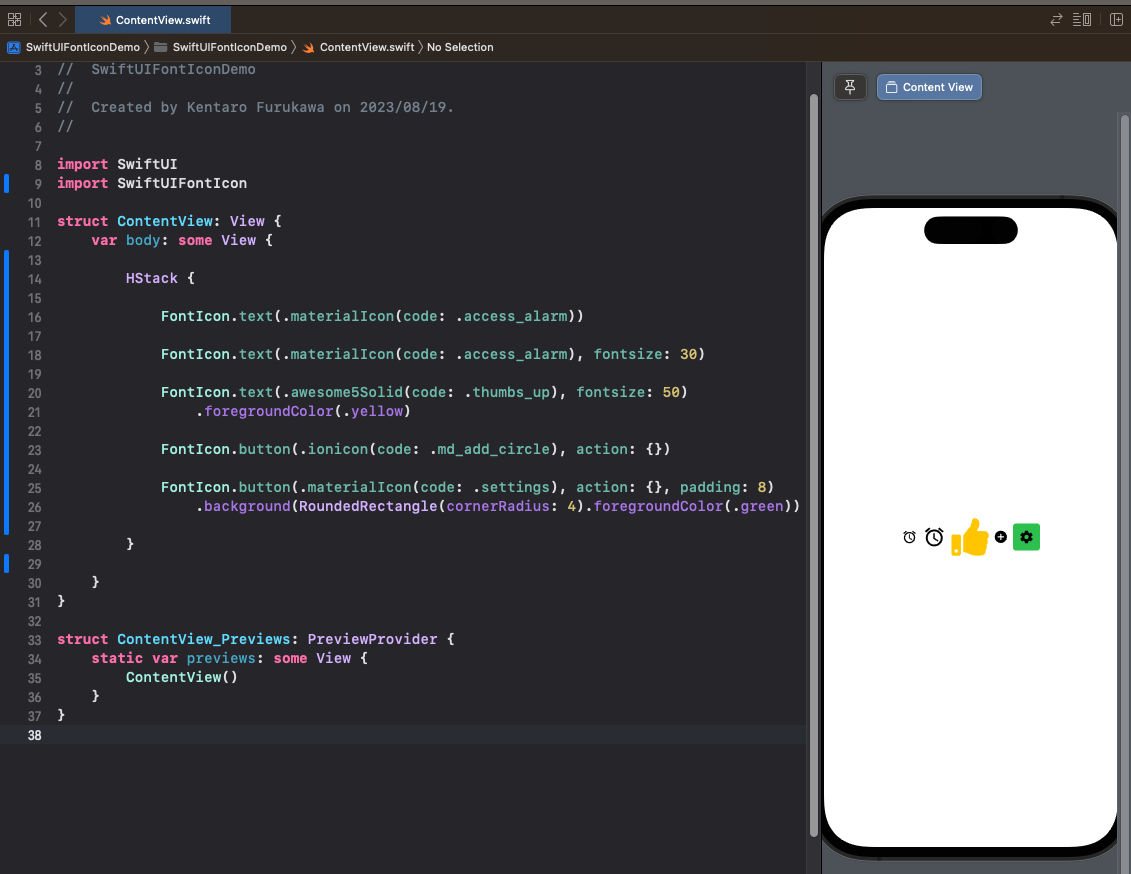 ContentView.swift
SwiftUIFontIconDemo SwiftUIFontIconDemo ContentView.swift No Selection
3 //  SwiftUIFontIconDemo
4 //
5 //  Created by Kentaro Furukawa on 2023/08/19.
6 //
7
8 import SwiftUI
9 import SwiftUIFontIcon
10
11 struct ContentView: View {
12     var body: some View {
13
14         HStack {
15
16             FontIcon.text(.materialIcon(code: .access_alarm))
17
18             FontIcon.text(.materialIcon(code: .access_alarm), fontsize: 30)
19
20             FontIcon.text(.awesome5Solid(code: .thumbs_up), fontsize: 50)
21                 .foregroundColor(.yellow)
22
23             FontIcon.button(.ionicon(code: .md_add_circle), action: {})
24
25             FontIcon.button(.materialIcon(code: .settings), action: {}, padding: 8)
26                 .background(RoundedRectangle(cornerRadius: 4).foregroundColor(.green))
27
28         }
29
30     }
31 }
32
33 struct ContentView_Previews: PreviewProvider {
34     static var previews: some View {
35         ContentView()
36     }
37 }
38
Content View